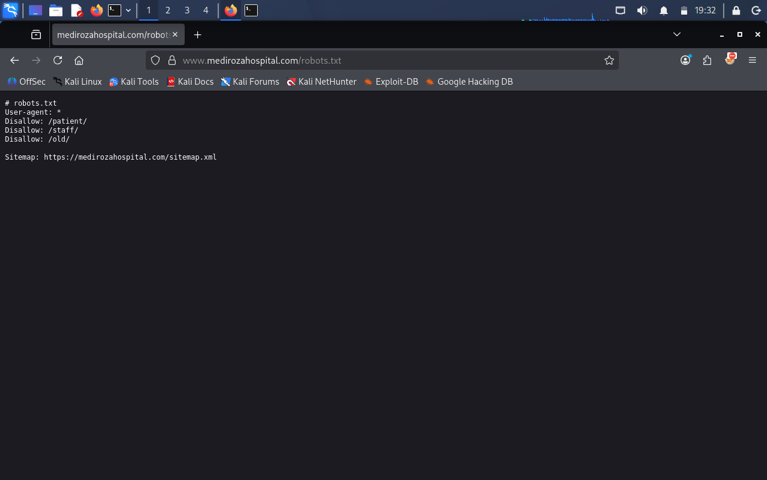 1 2 3 4 19:32
medirozahospital.com/robots
www.medirozahospital.com/robots.txt
OffSec Kali Linux Kali Tools Kali Docs Kali Forums Kali NetHunter Exploit-DB Google Hacking DB
# robots.txt
User-agent: *
Disallow: /patient/
Disallow: /staff/
Disallow: /old/
Sitemap: https://medirozahospital.com/sitemap.xml